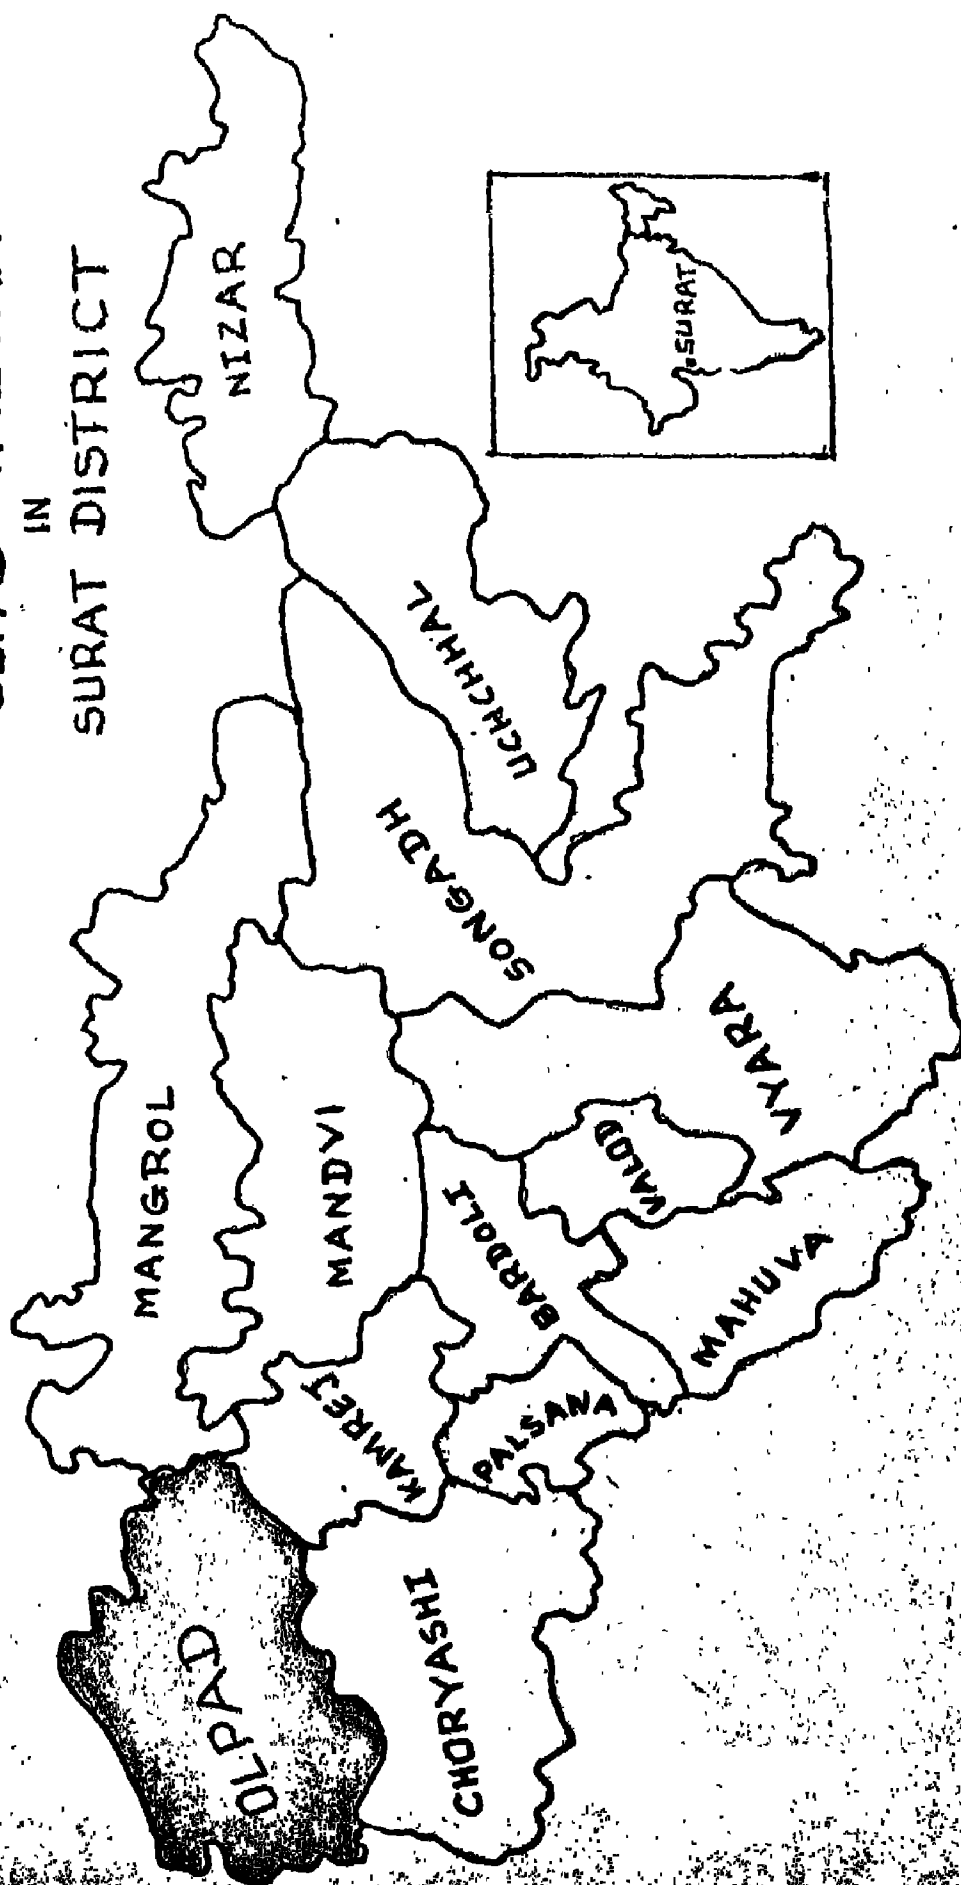 IN
SURAT DISTRICT
NIZAR
UCHCHHAL
SONGADH
MANGROL
MANDVI
VYARA
VALOD
BARDOLI
MAHUVA
KAMREJ
PALSANA
OLPAD
CHORYASHI
.SURAT